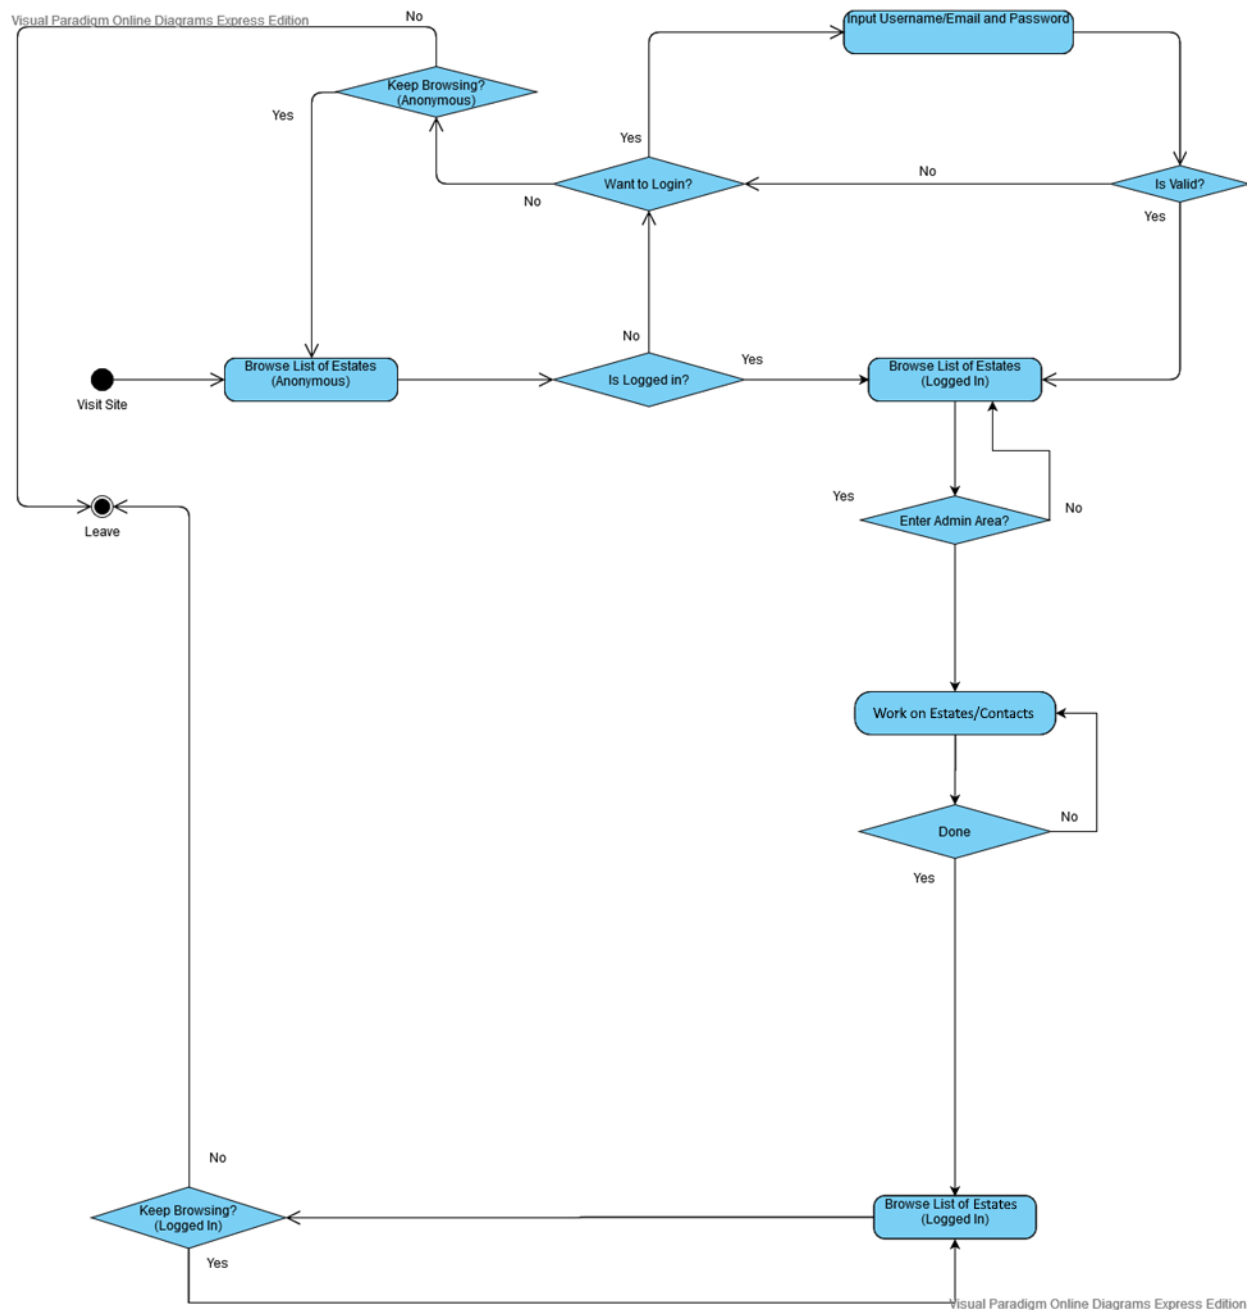 Visual Paradigm Online Diagrams Express Edition
No
Input Username/Email and Password
Keep Browsing?
(Anonymous)
Yes
Yes
Want to Login?
No
No
Is Valid?
Yes
No
Browse List of Estates
(Anonymous)
Is Logged in?
Yes
Browse List of Estates
(Logged In)
Visit Site
Yes
Enter Admin Area?
No
Leave
Work on Estates/Contacts
Done
No
Yes
No
Keep Browsing?
(Logged In)
Browse List of Estates
(Logged In)
Yes
Visual Paradigm Online Diagrams Express Edition